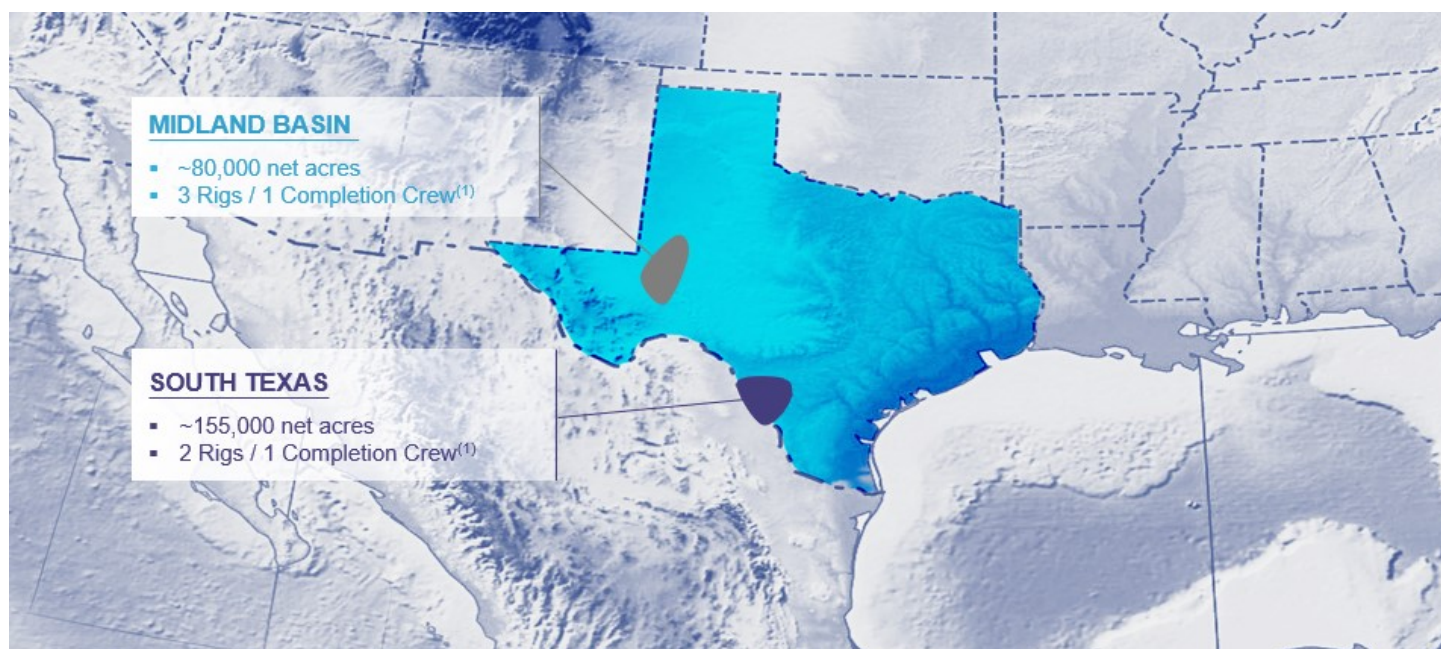 MIDLAND BASIN
▪ ~80,000 net acres
▪ 3 Rigs / 1 Completion Crew(1)
SOUTH TEXAS
▪ ~155,000 net acres
▪ 2 Rigs / 1 Completion Crew(1)